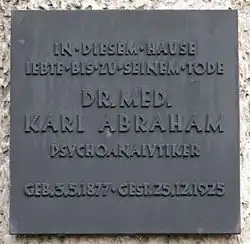 IN·DIESEM·HAUSE
LEBTE·BIS·ZU·SEINEM·TODE
DR. MED.
KARL ABRAHAM
PSYCHOANALYTIKER
GEB.3.5.1877·GEST.25.12.1925